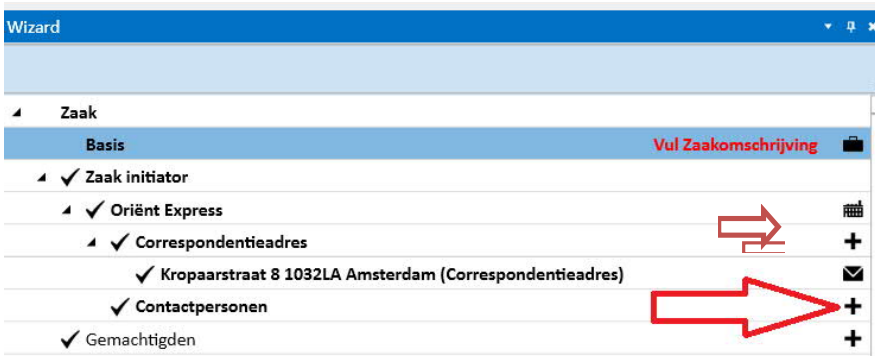 Wizard
Zaak
Basis Vul Zaakomschrijving
Zaak initiator
Oriënt Express
Correspondentieadres
Kropaarstraat 8 1032LA Amsterdam (Correspondentieadres)
Contactpersonen
Gemachtigden